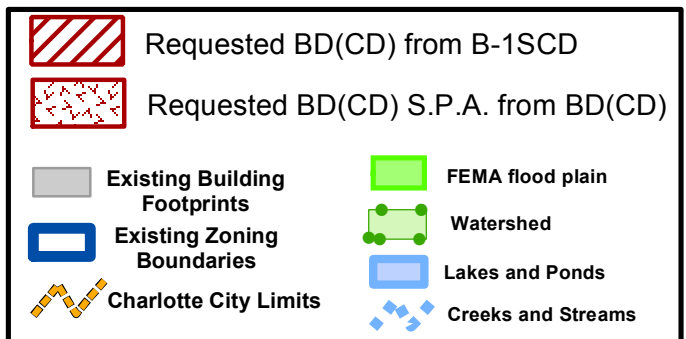 Requested BD(CD) from B-1SCD
Requested BD(CD) S.P.A. from BD(CD)
Existing Building
Footprints
Existing Zoning
Boundaries
Charlotte City Limits
FEMA flood plain
Watershed
Lakes and Ponds
Creeks and Streams